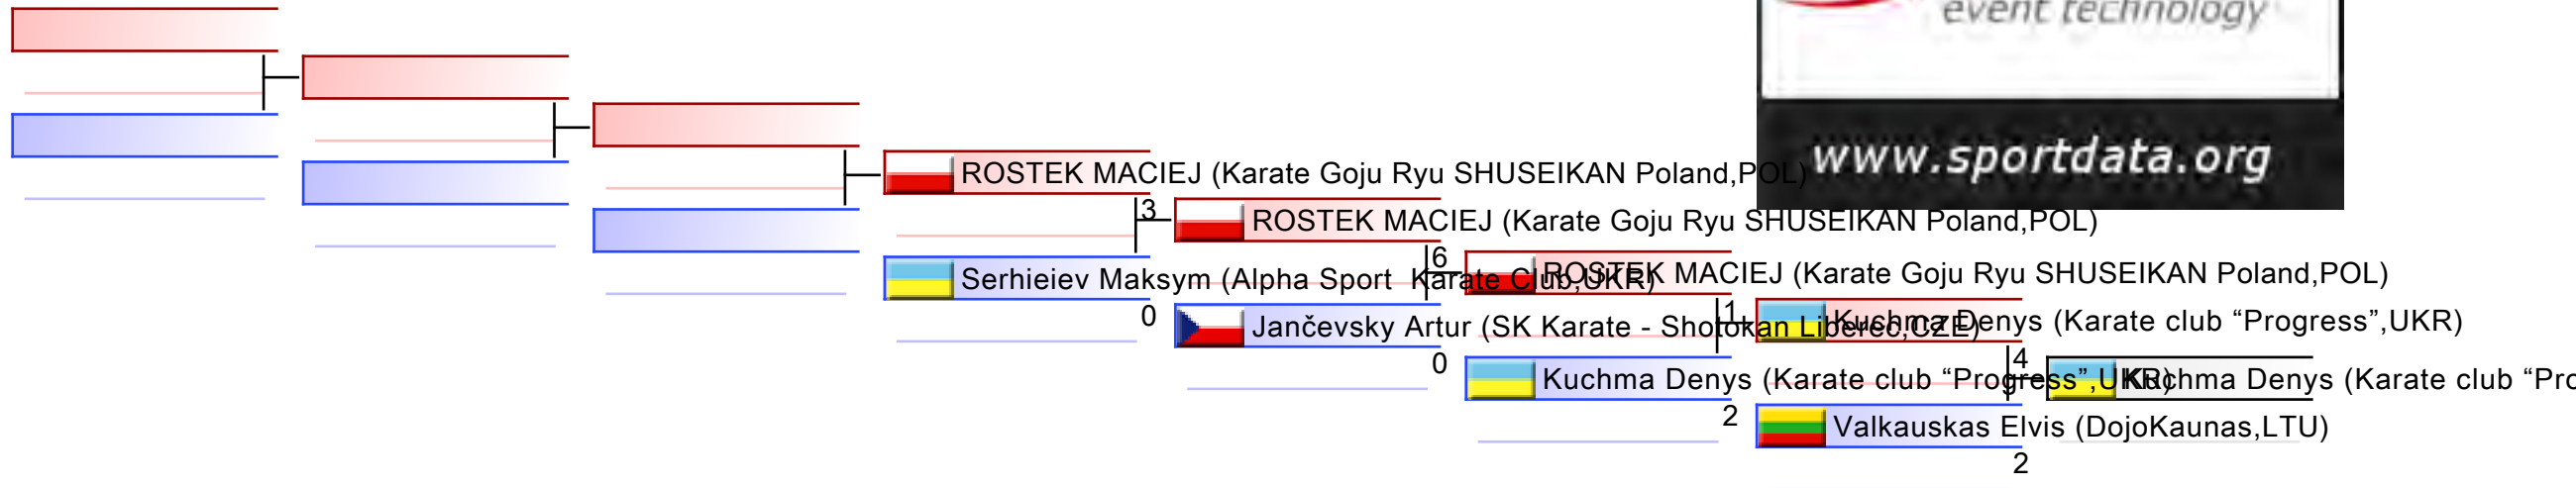 event technology
www.sportdata.org
ROSTEK MACIEJ (Karate Goju Ryu SHUSEIKAN Poland,POL)
3
ROSTEK MACIEJ (Karate Goju Ryu SHUSEIKAN Poland,POL)
6
ROSTEK MACIEJ (Karate Goju Ryu SHUSEIKAN Poland,POL)
Serhieiev Maksym (Alpha Sport Karate Club,UKR)
0
1
Kuchma Denys (Karate club “Progress”,UKR)
Jančevsky Artur (SK Karate - Shotokan Liberec,CZE)
0
4
Kuchma Denys (Karate club “Progress”,UKR)
Kuchma Denys (Karate club “Pro
2
Valkauskas Elvis (DojoKaunas,LTU)
2